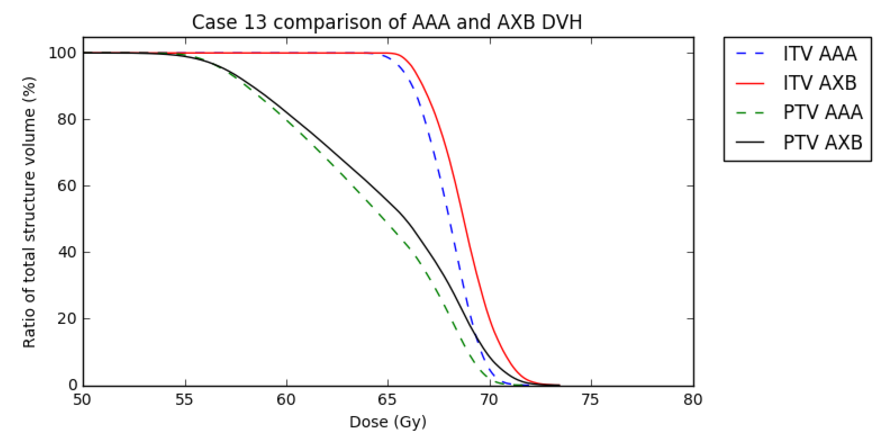 Case 13 comparison of AAA and AXB DVH
Ratio of total structure volume (%)
100
80
60
40
20
0
50
55
60
65
70
75
80
Dose (Gy)
ITV AAA
ITV AXB
PTV AAA
PTV AXB